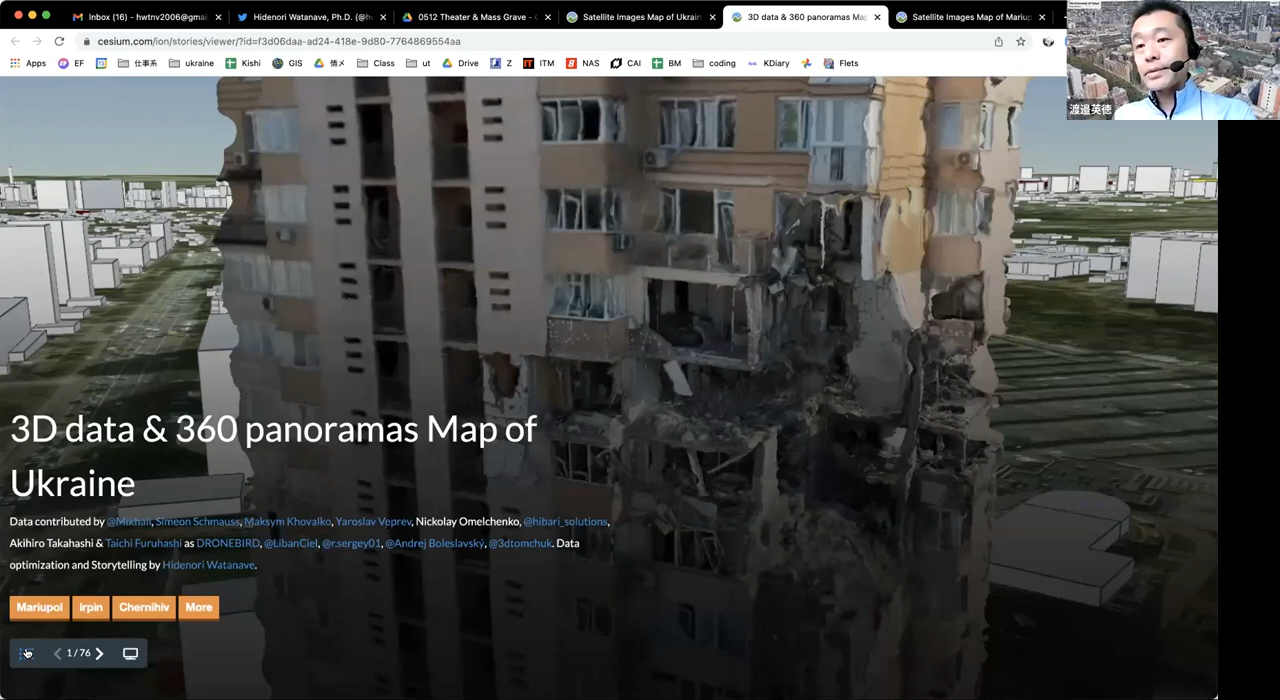 Inbox (16) - hwtnv2006@gmai
Hidenori Watanave, Ph.D. (@hw
0512 Theater & Mass Grave - G
Satellite Images Map of Ukrain
3D data & 360 panoramas Map
Satellite Images Map of Mariup
cesium.com/ion/stories/viewer/?id=f3d06daa-ad24-418e-9d80-7764869554aa
Apps EF 仕事系 ukraine Kishi GIS 情メ Class ut Drive Z ITM NAS CAI BM coding KDiary Flets
渡邉英徳
3D data & 360 panoramas Map of
Ukraine
Data contributed by @Mikhail, Simeon Schmauss, Maksym Khovalko, Yaroslav Veprev, Nickolay Omelchenko, @hibari_solutions,
Akihiro Takahashi & Taichi Furuhashi as DRONEBIRD, @LibanCiel, @r.sergey01, @Andrej Boleslavský, @3dtomchuk. Data
optimization and Storytelling by Hidenori Watanave.
Mariupol Irpin Chernihiv More
1 / 76